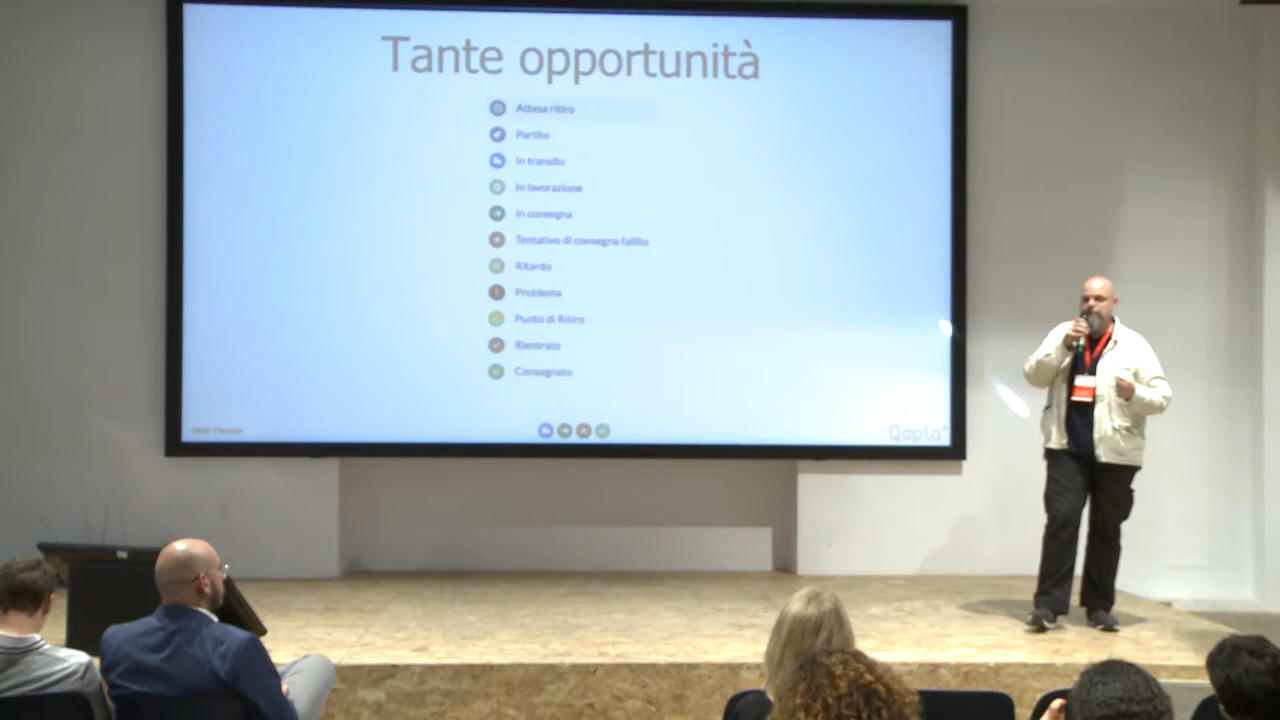 Tante opportunità
Attesa ritiro
Partito
In transito
In lavorazione
In consegna
Tentativo di consegna fallito
Ritardo
Problema
Punto di Ritiro
Rientrato
Consegnato
Qapla'